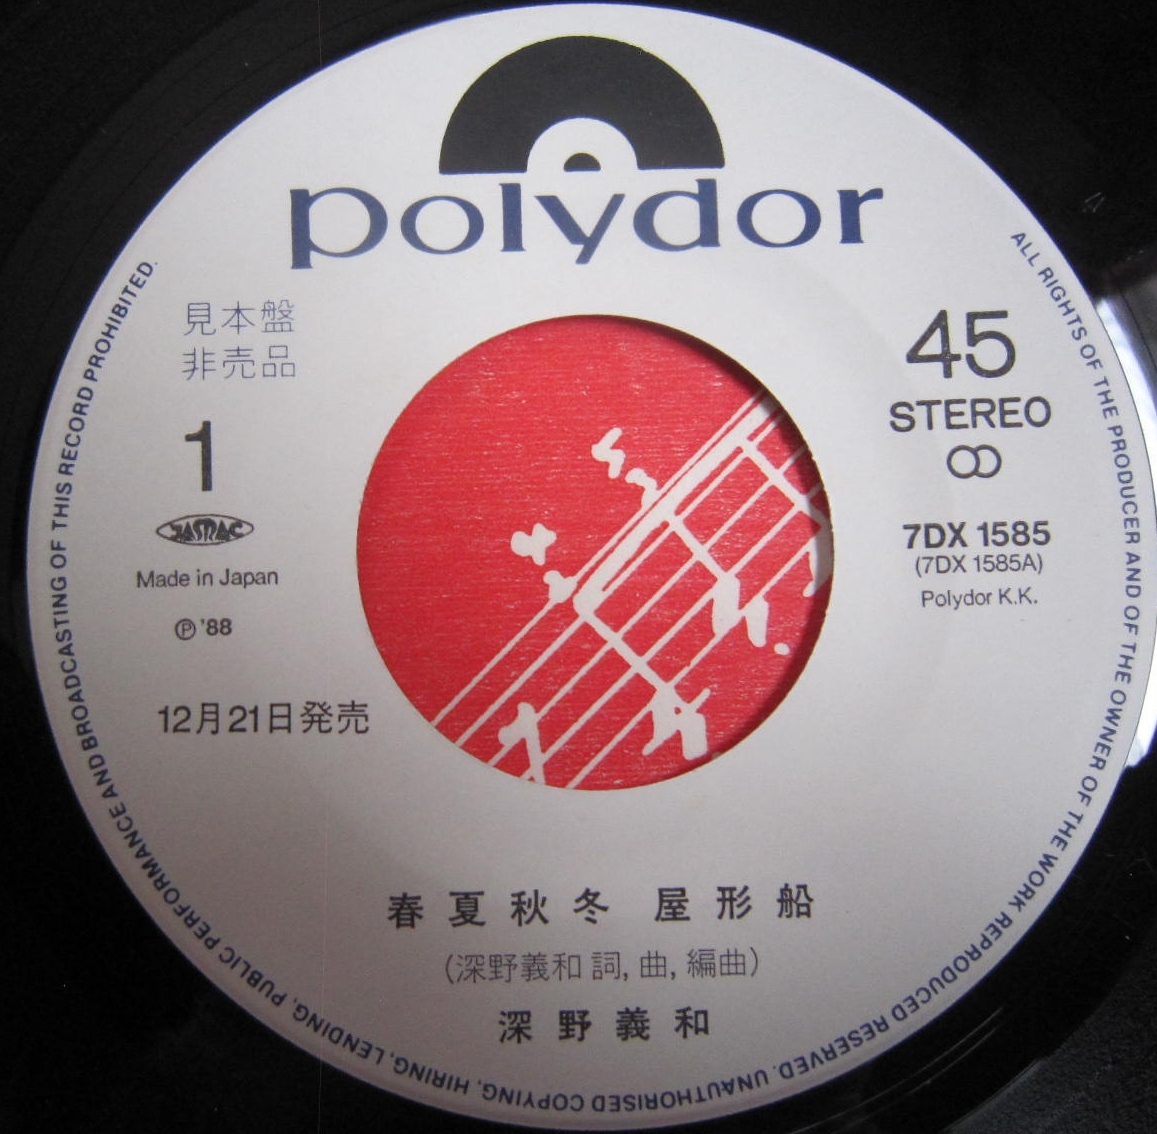 polydor
見本盤
非売品
1
JASRAC
Made in Japan
Ⓟ '88
12月21日発売
45
STEREO
7DX 1585
(7DX 1585A)
Polydor K.K.
春夏秋冬 屋形船
(深野義和 詞, 曲, 編曲)
深野義和
ALL RIGHTS OF THE PRODUCER AND OF THE OWNER OF THE WORK REPRODUCED RESERVED. UNAUTHORISED COPYING, HIRING, LENDING, PUBLIC PERFORMANCE AND BROADCASTING OF THIS RECORD PROHIBITED.